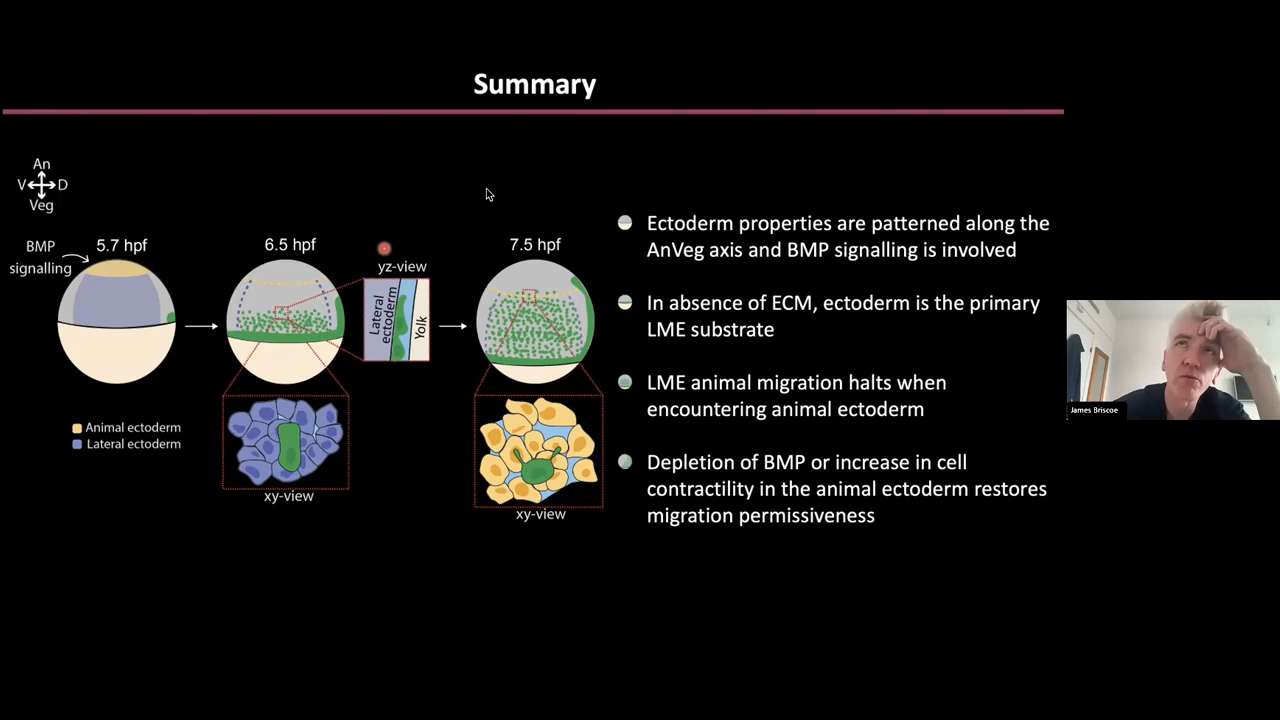 Summary
An
V D
Veg
BMP
signalling
5.7 hpf
6.5 hpf
yz-view
Lateral
ectoderm
Yolk
7.5 hpf
Animal ectoderm
Lateral ectoderm
xy-view
xy-view
Ectoderm properties are patterned along the
AnVeg axis and BMP signalling is involved
In absence of ECM, ectoderm is the primary
LME substrate
LME animal migration halts when
encountering animal ectoderm
Depletion of BMP or increase in cell
contractility in the animal ectoderm restores
migration permissiveness
James Briscoe